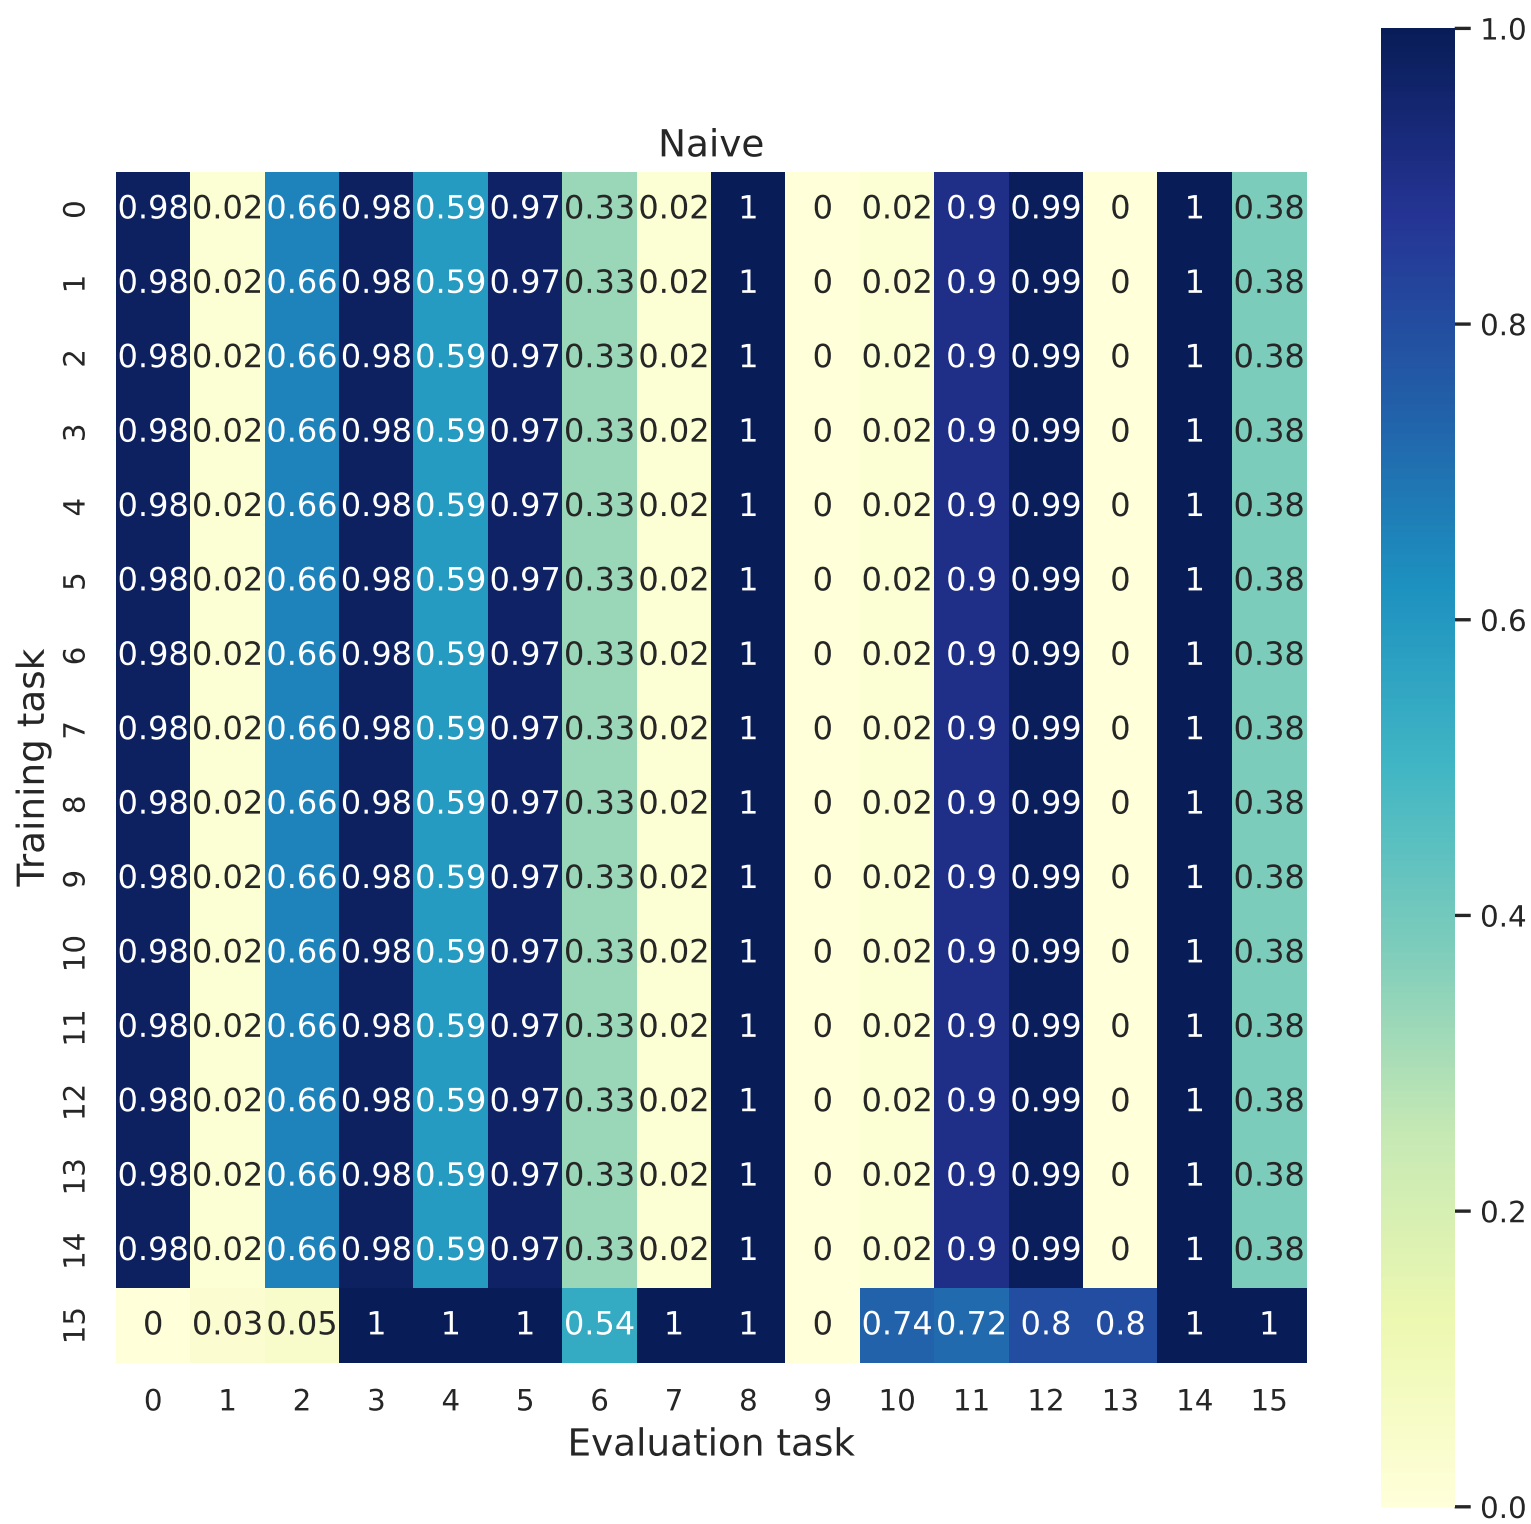 Naive
1.0
0.8
0.6
0.4
0.2
0.0
Training task
0 0.98 0.02 0.66 0.98 0.59 0.97 0.33 0.02 1 0 0.02 0.9 0.99 0 1 0.38
1 0.98 0.02 0.66 0.98 0.59 0.97 0.33 0.02 1 0 0.02 0.9 0.99 0 1 0.38
2 0.98 0.02 0.66 0.98 0.59 0.97 0.33 0.02 1 0 0.02 0.9 0.99 0 1 0.38
3 0.98 0.02 0.66 0.98 0.59 0.97 0.33 0.02 1 0 0.02 0.9 0.99 0 1 0.38
4 0.98 0.02 0.66 0.98 0.59 0.97 0.33 0.02 1 0 0.02 0.9 0.99 0 1 0.38
5 0.98 0.02 0.66 0.98 0.59 0.97 0.33 0.02 1 0 0.02 0.9 0.99 0 1 0.38
6 0.98 0.02 0.66 0.98 0.59 0.97 0.33 0.02 1 0 0.02 0.9 0.99 0 1 0.38
7 0.98 0.02 0.66 0.98 0.59 0.97 0.33 0.02 1 0 0.02 0.9 0.99 0 1 0.38
8 0.98 0.02 0.66 0.98 0.59 0.97 0.33 0.02 1 0 0.02 0.9 0.99 0 1 0.38
9 0.98 0.02 0.66 0.98 0.59 0.97 0.33 0.02 1 0 0.02 0.9 0.99 0 1 0.38
10 0.98 0.02 0.66 0.98 0.59 0.97 0.33 0.02 1 0 0.02 0.9 0.99 0 1 0.38
11 0.98 0.02 0.66 0.98 0.59 0.97 0.33 0.02 1 0 0.02 0.9 0.99 0 1 0.38
12 0.98 0.02 0.66 0.98 0.59 0.97 0.33 0.02 1 0 0.02 0.9 0.99 0 1 0.38
13 0.98 0.02 0.66 0.98 0.59 0.97 0.33 0.02 1 0 0.02 0.9 0.99 0 1 0.38
14 0.98 0.02 0.66 0.98 0.59 0.97 0.33 0.02 1 0 0.02 0.9 0.99 0 1 0.38
15 0 0.03 0.05 1 1 1 0.54 1 1 0 0.74 0.72 0.8 0.8 1 1
0 1 2 3 4 5 6 7 8 9 10 11 12 13 14 15
Evaluation task